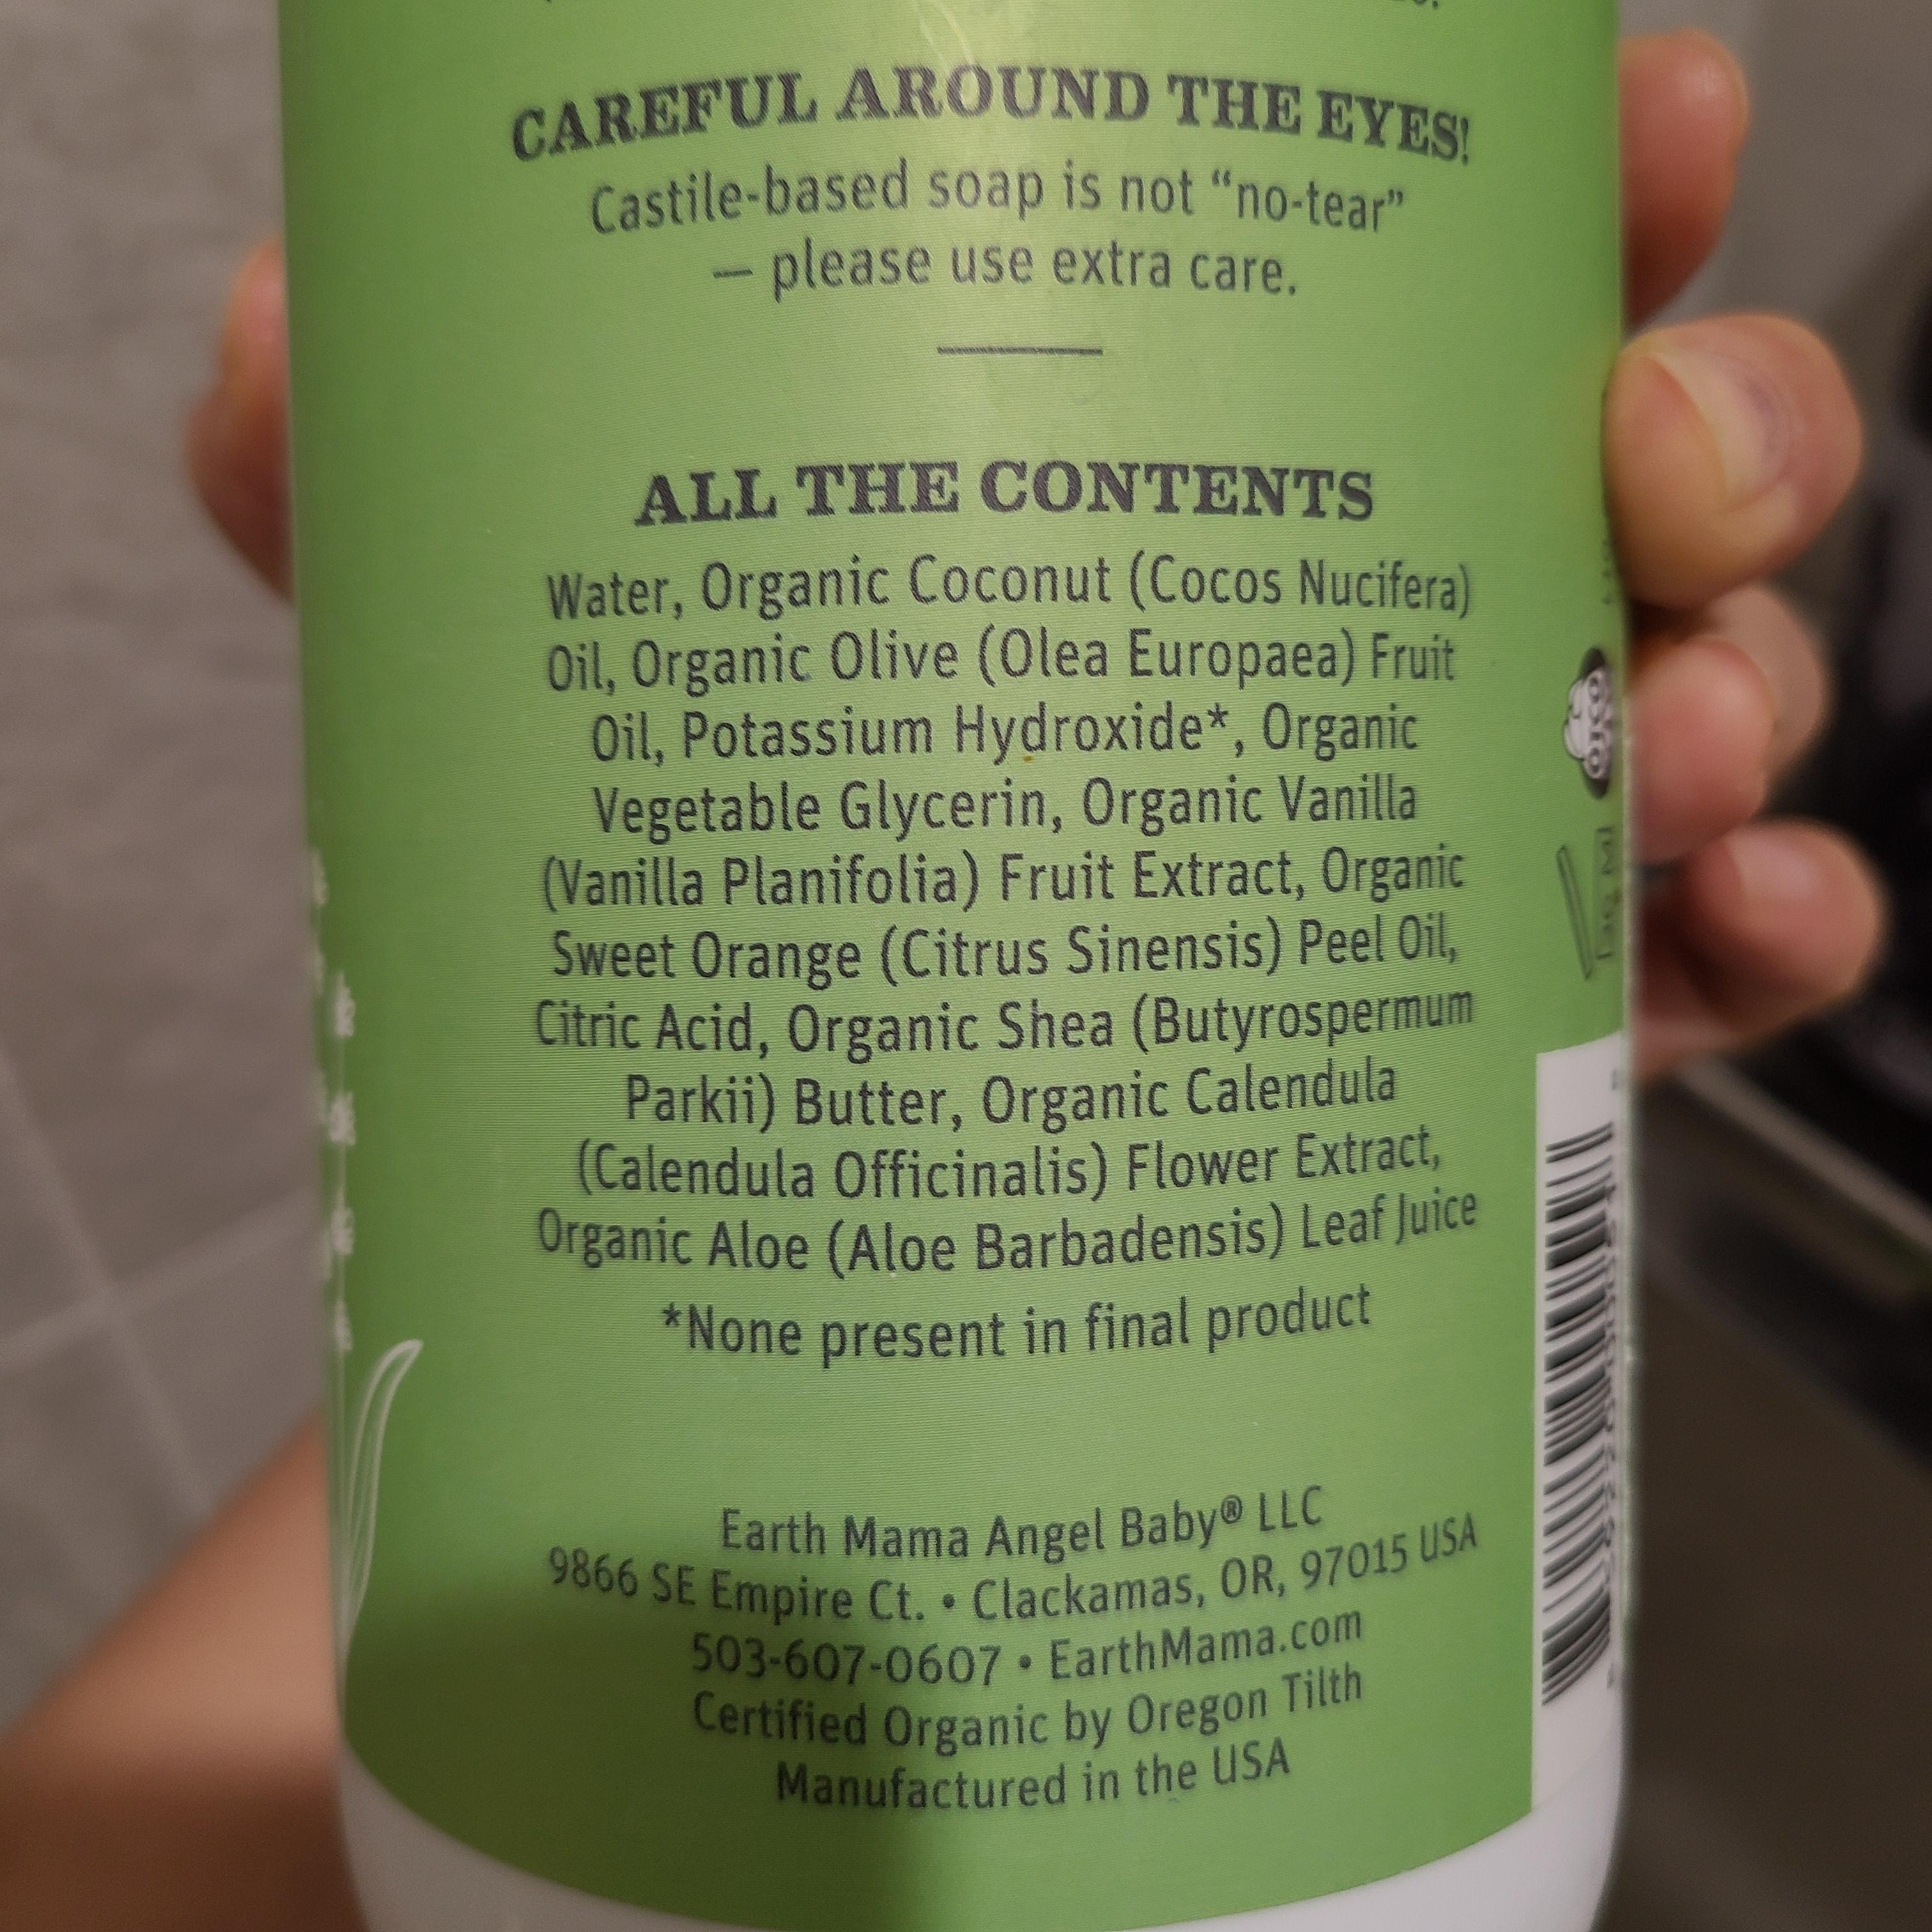 CAREFUL AROUND THE EYES!
Castile-based soap is not “no-tear”
— please use extra care.
ALL THE CONTENTS
Water, Organic Coconut (Cocos Nucifera)
Oil, Organic Olive (Olea Europaea) Fruit
Oil, Potassium Hydroxide*, Organic
Vegetable Glycerin, Organic Vanilla
(Vanilla Planifolia) Fruit Extract, Organic
Sweet Orange (Citrus Sinensis) Peel Oil,
Citric Acid, Organic Shea (Butyrospermum
Parkii) Butter, Organic Calendula
(Calendula Officinalis) Flower Extract,
Organic Aloe (Aloe Barbadensis) Leaf Juice
*None present in final product
Earth Mama Angel Baby® LLC
9866 SE Empire Ct. • Clackamas, OR, 97015 USA
503-607-0607 • EarthMama.com
Certified Organic by Oregon Tilth
Manufactured in the USA